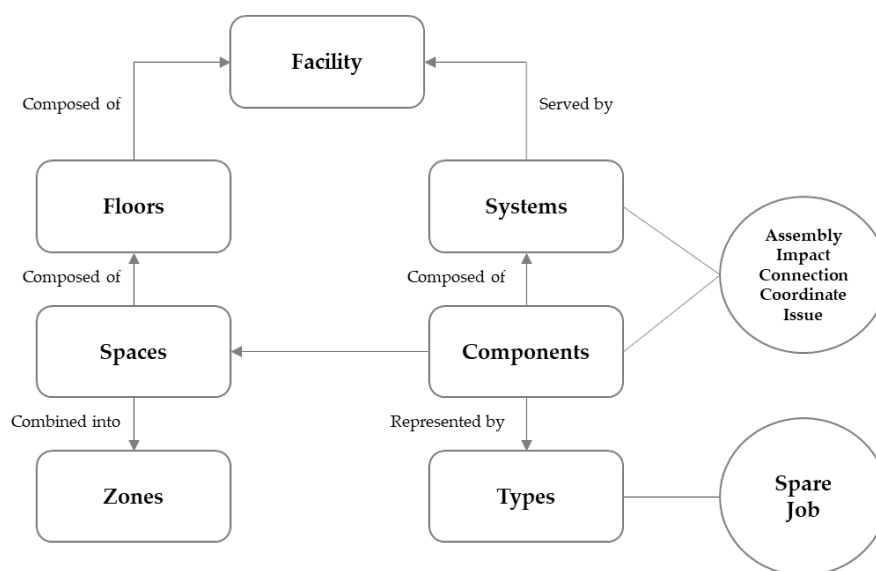 Facility
Composed of
Served by
Floors
Systems
Assembly
Impact
Connection
Coordinate
Issue
Composed of
Composed of
Spaces
Components
Combined into
Represented by
Zones
Types
Spare
Job